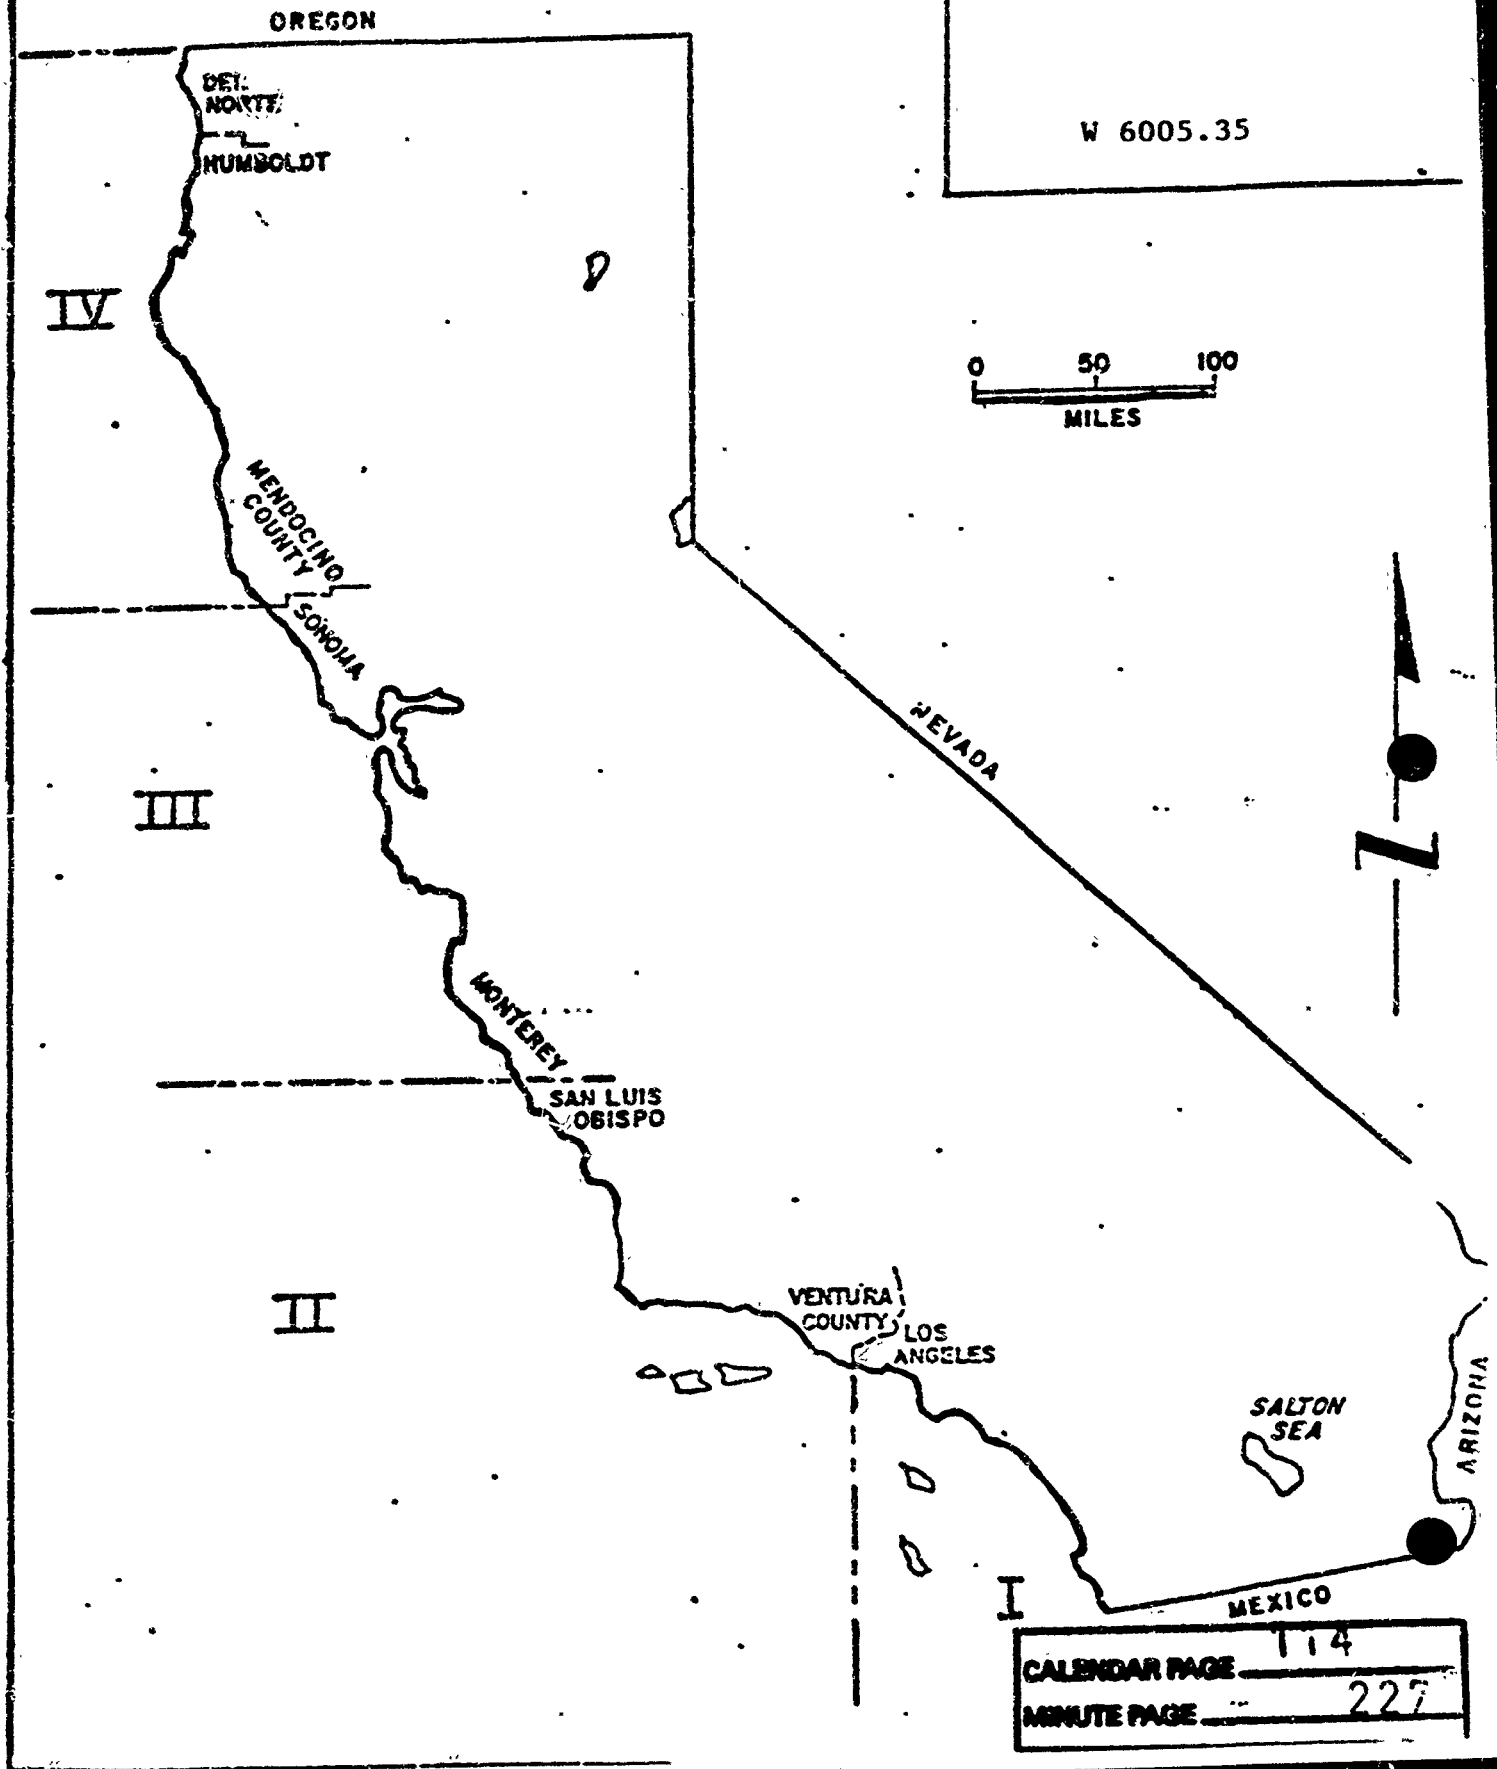 OREGON
DEL
NORTE
HUMBOLDT
W 6005.35
IV
0 50 100
MILES
MENDOCINO
COUNTY
SONOMA
NEVADA
III
Z
MONTEREY
SAN LUIS
OBISPO
II
VENTURA
COUNTY
LOS
ANGELES
SALTON
SEA
ARIZONA
I
MEXICO
CALENDAR PAGE 114
MINUTE PAGE 227